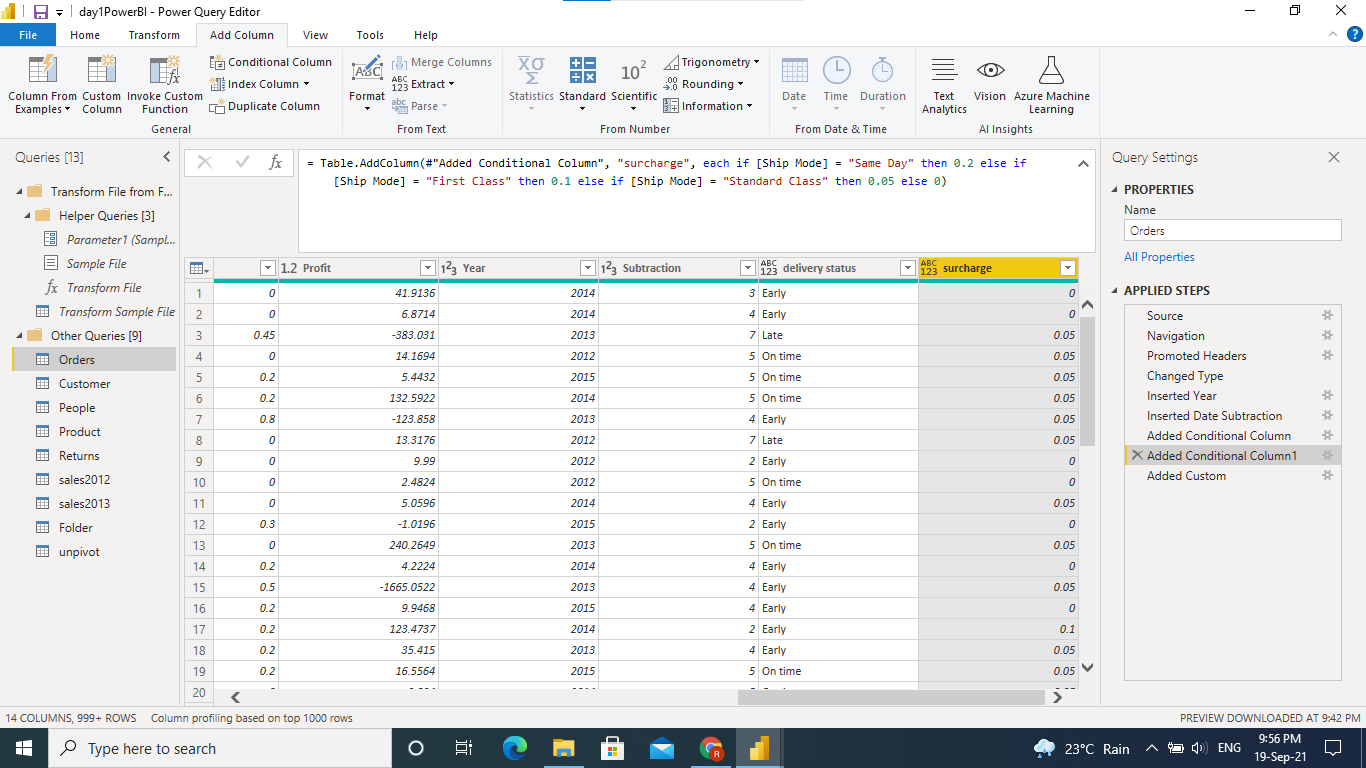 day1PowerBI - Power Query Editor
File Home Transform Add Column View Tools Help
Column From Examples
Custom Column
Invoke Custom Function
Conditional Column
Index Column
Duplicate Column
General
Format
Merge Columns
Extract
Parse
From Text
Statistics
Standard
Scientific
Trigonometry
Rounding
Information
From Number
Date
Time
Duration
From Date & Time
Text Analytics
Vision
Azure Machine Learning
AI Insights
Queries [13]
Transform File from F...
Helper Queries [3]
Parameter1 (Sampl...
Sample File
Transform File
Transform Sample File
Other Queries [9]
Orders
Customer
People
Product
Returns
sales2012
sales2013
Folder
unpivot
= Table.AddColumn(#"Added Conditional Column", "surcharge", each if [Ship Mode] = "Same Day" then 0.2 else if
[Ship Mode] = "First Class" then 0.1 else if [Ship Mode] = "Standard Class" then 0.05 else 0)
1.2 Profit 123 Year 123 Subtraction ABC 123 delivery status ABC 123 surcharge
1 0 41.9136 2014 3 Early 0
2 0 6.8714 2014 4 Early 0
3 0.45 -383.031 2013 7 Late 0.05
4 0 14.1694 2012 5 On time 0.05
5 0.2 5.4432 2015 5 On time 0.05
6 0.2 132.5922 2014 5 On time 0.05
7 0.8 -123.858 2013 4 Early 0.05
8 0 13.3176 2012 7 Late 0.05
9 0 9.99 2012 2 Early 0
10 0 2.4824 2012 5 On time 0
11 0 5.0596 2014 4 Early 0.05
12 0.3 -1.0196 2015 2 Early 0
13 0 240.2649 2013 5 On time 0.05
14 0.2 4.2224 2014 4 Early 0
15 0.5 -1665.0522 2013 4 Early 0.05
16 0.2 9.9468 2015 4 Early 0
17 0.2 123.4737 2014 2 Early 0.1
18 0.2 35.415 2013 4 Early 0.05
19 0.2 16.5564 2015 5 On time 0.05
20
Query Settings
PROPERTIES
Name
Orders
All Properties
APPLIED STEPS
Source
Navigation
Promoted Headers
Changed Type
Inserted Year
Inserted Date Subtraction
Added Conditional Column
Added Conditional Column1
Added Custom
14 COLUMNS, 999+ ROWS Column profiling based on top 1000 rows PREVIEW DOWNLOADED AT 9:42 PM
Type here to search
23°C Rain
ENG
9:56 PM
19-Sep-21